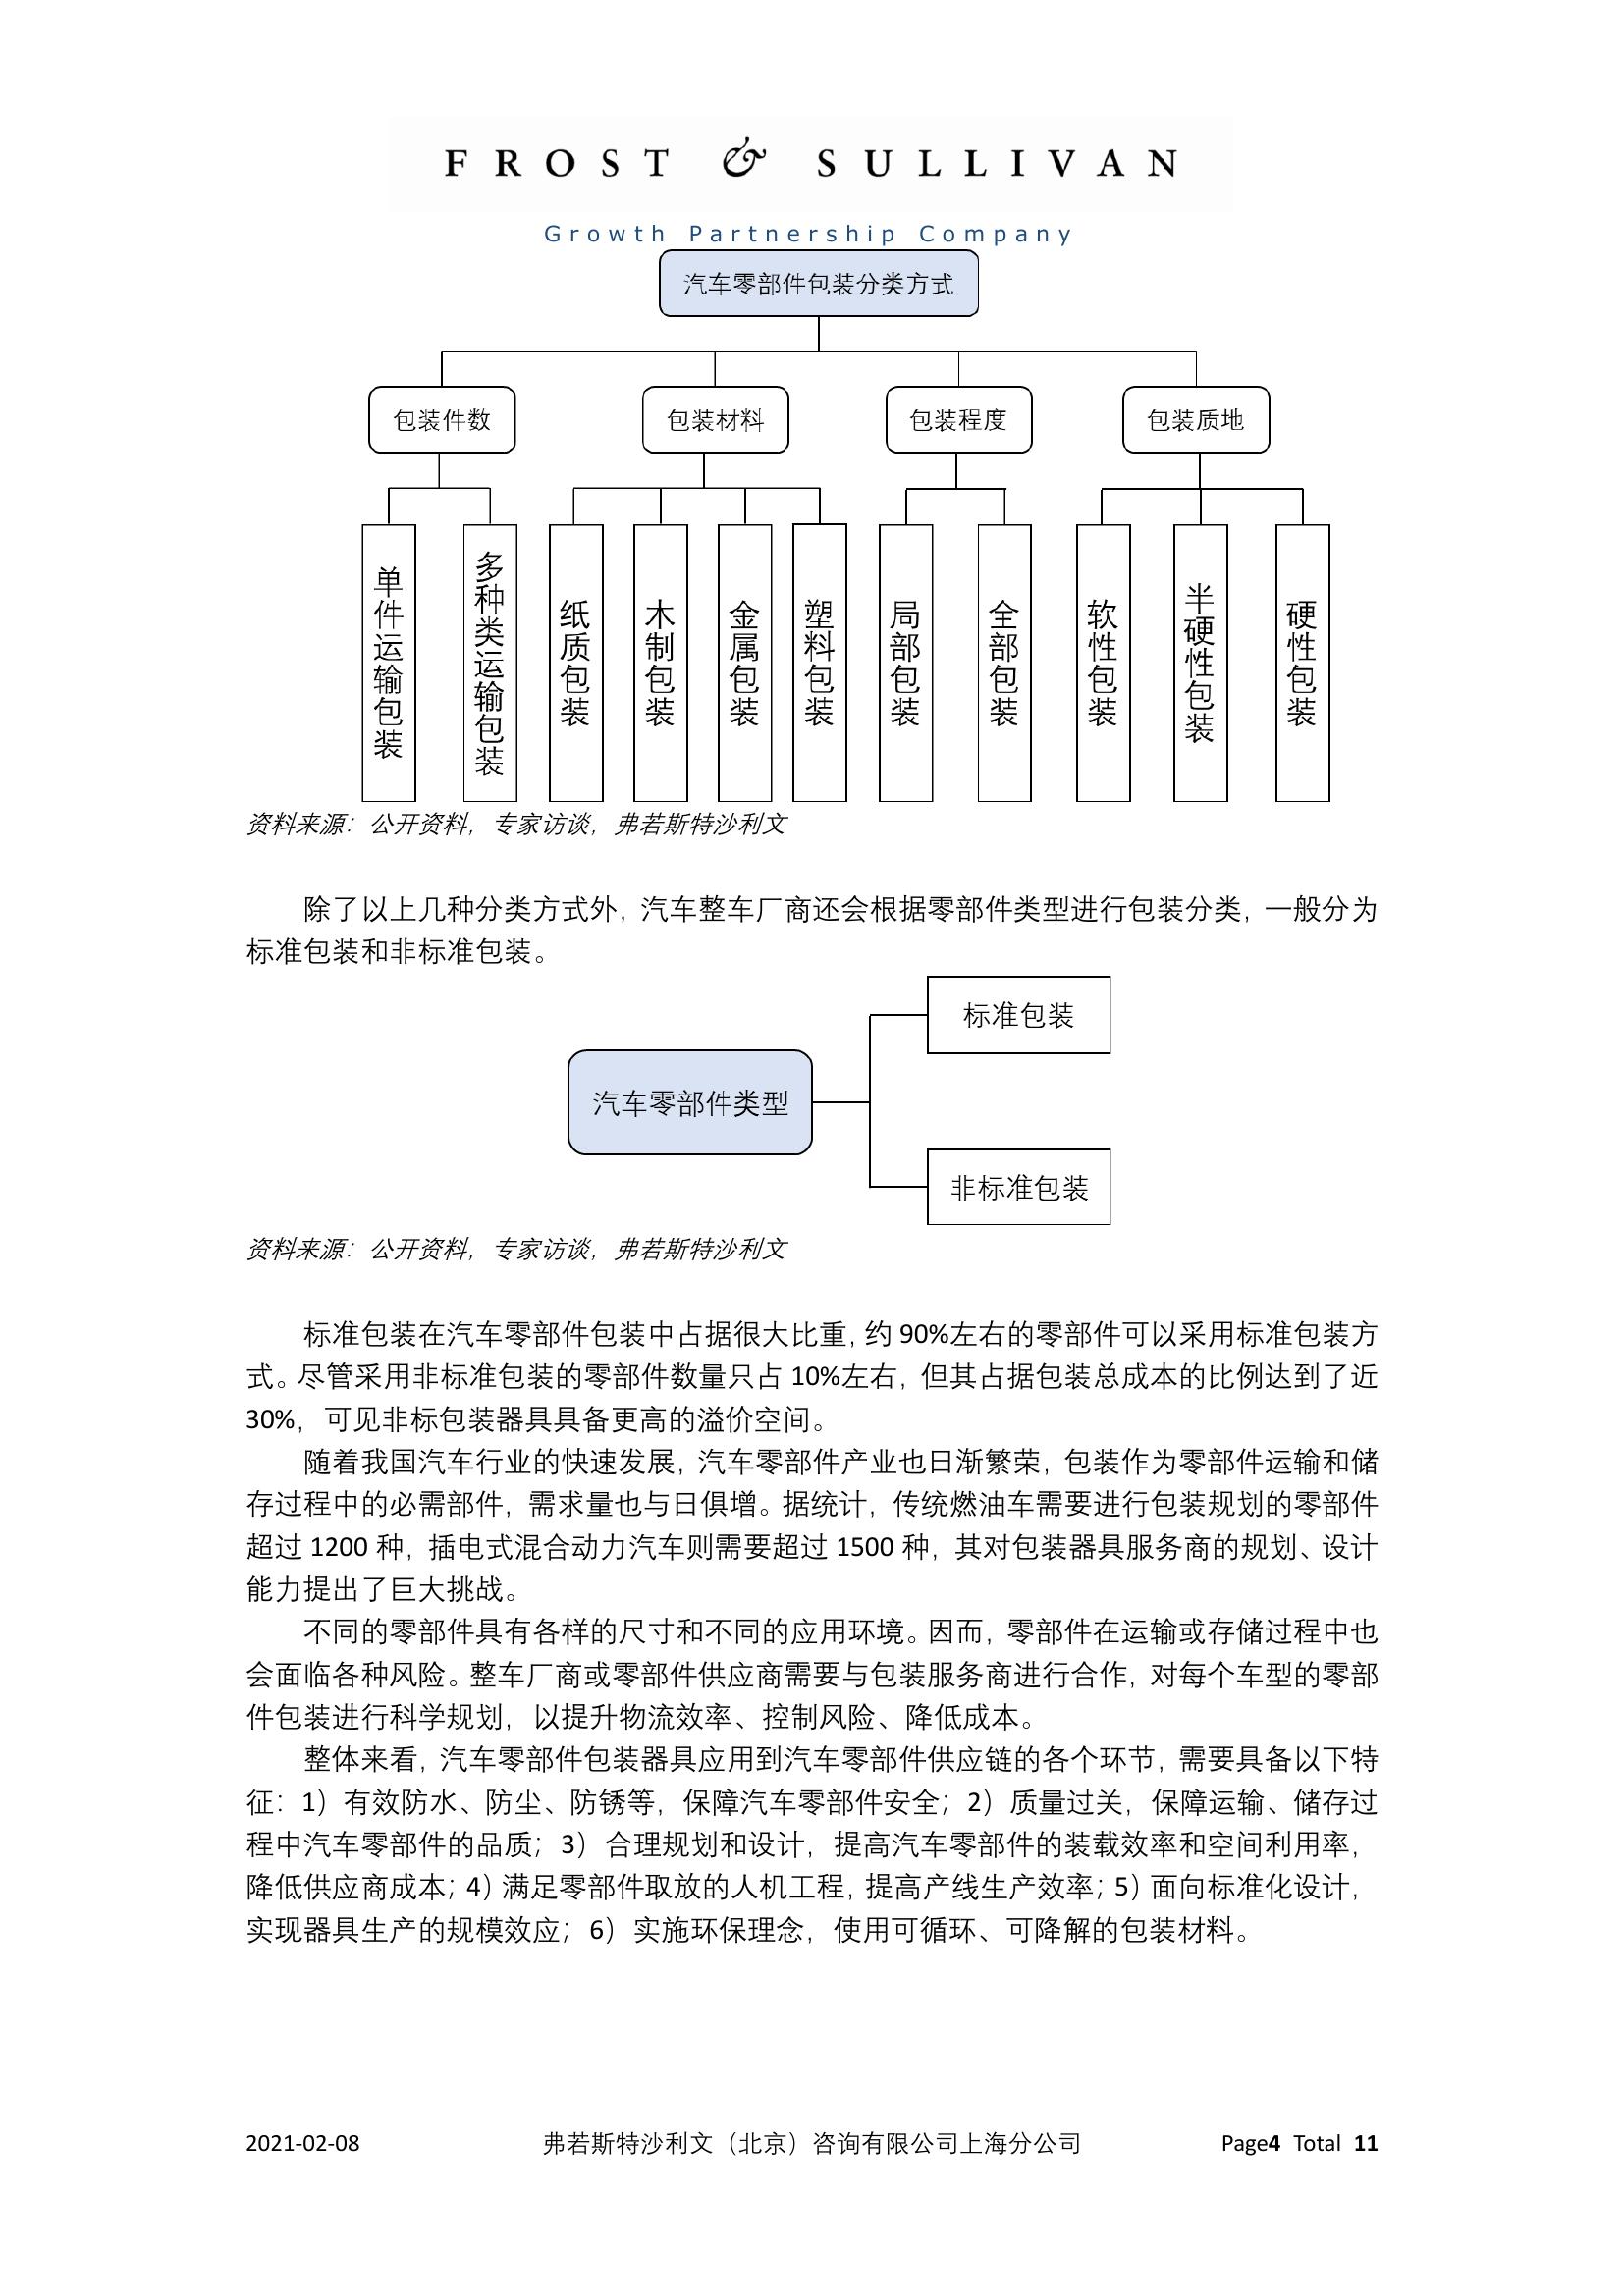 FROST & SULLIVAN
Growth Partnership Company
汽车零部件包装分类方式
包装件数
包装材料
包装程度
包装质地
单件运输包装
多种类运输包装
纸质包装
木制包装
金属包装
塑料包装
局部包装
全部包装
软性包装
半硬性包装
硬性包装
资料来源：公开资料，专家访谈，弗若斯特沙利文
除了以上几种分类方式外，汽车整车厂商还会根据零部件类型进行包装分类，一般分为
标准包装和非标准包装。
标准包装
汽车零部件类型
非标准包装
资料来源：公开资料，专家访谈，弗若斯特沙利文
标准包装在汽车零部件包装中占据很大比重，约 90%左右的零部件可以采用标准包装方
式。尽管采用非标准包装的零部件数量只占 10%左右，但其占据包装总成本的比例达到了近
30%，可见非标包装器具具备更高的溢价空间。
随着我国汽车行业的快速发展，汽车零部件产业也日渐繁荣，包装作为零部件运输和储
存过程中的必需部件，需求量也与日俱增。据统计，传统燃油车需要进行包装规划的零部件
超过 1200 种，插电式混合动力汽车则需要超过 1500 种，其对包装器具服务商的规划、设计
能力提出了巨大挑战。
不同的零部件具有各样的尺寸和不同的应用环境。因而，零部件在运输或存储过程中也
会面临各种风险。整车厂商或零部件供应商需要与包装服务商进行合作，对每个车型的零部
件包装进行科学规划，以提升物流效率、控制风险、降低成本。
整体来看，汽车零部件包装器具应用到汽车零部件供应链的各个环节，需要具备以下特
征：1）有效防水、防尘、防锈等，保障汽车零部件安全；2）质量过关，保障运输、储存过
程中汽车零部件的品质；3）合理规划和设计，提高汽车零部件的装载效率和空间利用率，
降低供应商成本；4）满足零部件取放的人机工程，提高产线生产效率；5）面向标准化设计，
实现器具生产的规模效应；6）实施环保理念，使用可循环、可降解的包装材料。
2021-02-08 弗若斯特沙利文（北京）咨询有限公司上海分公司 Page4 Total 11